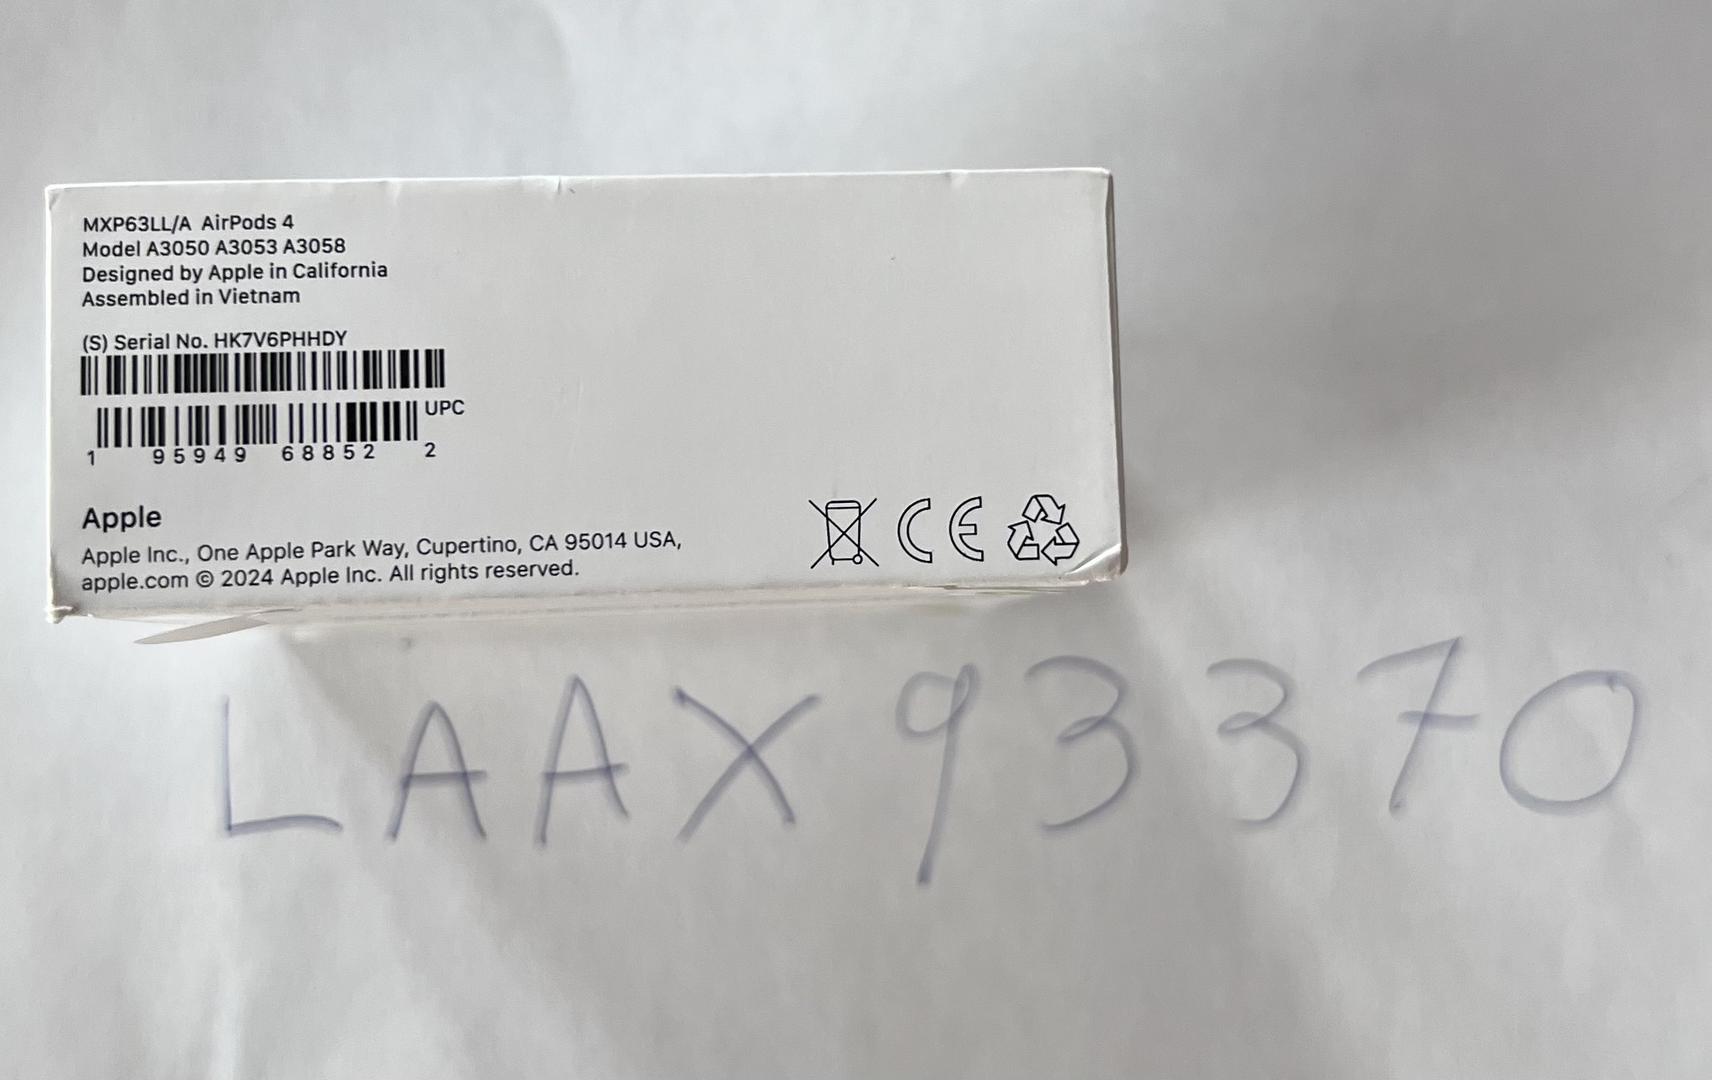 MXP63LL/A AirPods 4
Model A3050 A3053 A3058
Designed by Apple in California
Assembled in Vietnam
(S) Serial No. HK7V6PHHDY
UPC
1 95949 68852 2
Apple
Apple Inc., One Apple Park Way, Cupertino, CA 95014 USA,
apple.com © 2024 Apple Inc. All rights reserved.
CE
LAAX93370